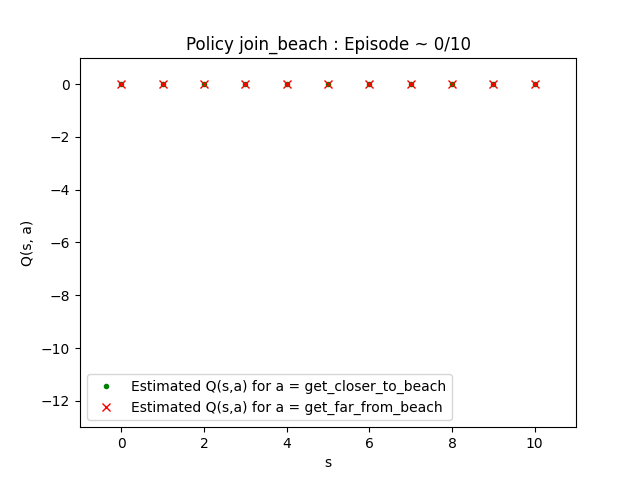 Policy join_beach : Episode ~ 0/10
0
−2
−4
−6
−8
−10
−12
Q(s, a)
Estimated Q(s,a) for a = get_closer_to_beach
Estimated Q(s,a) for a = get_far_from_beach
0 2 4 6 8 10
s